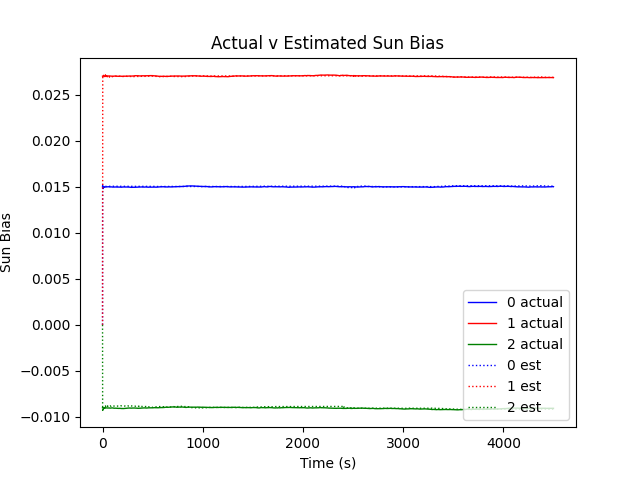 Actual v Estimated Sun Bias
Sun Bias
0.025
0.020
0.015
0.010
0.005
0.000
−0.005
−0.010
0 actual
1 actual
2 actual
0 est
1 est
2 est
0
1000
2000
3000
4000
Time (s)